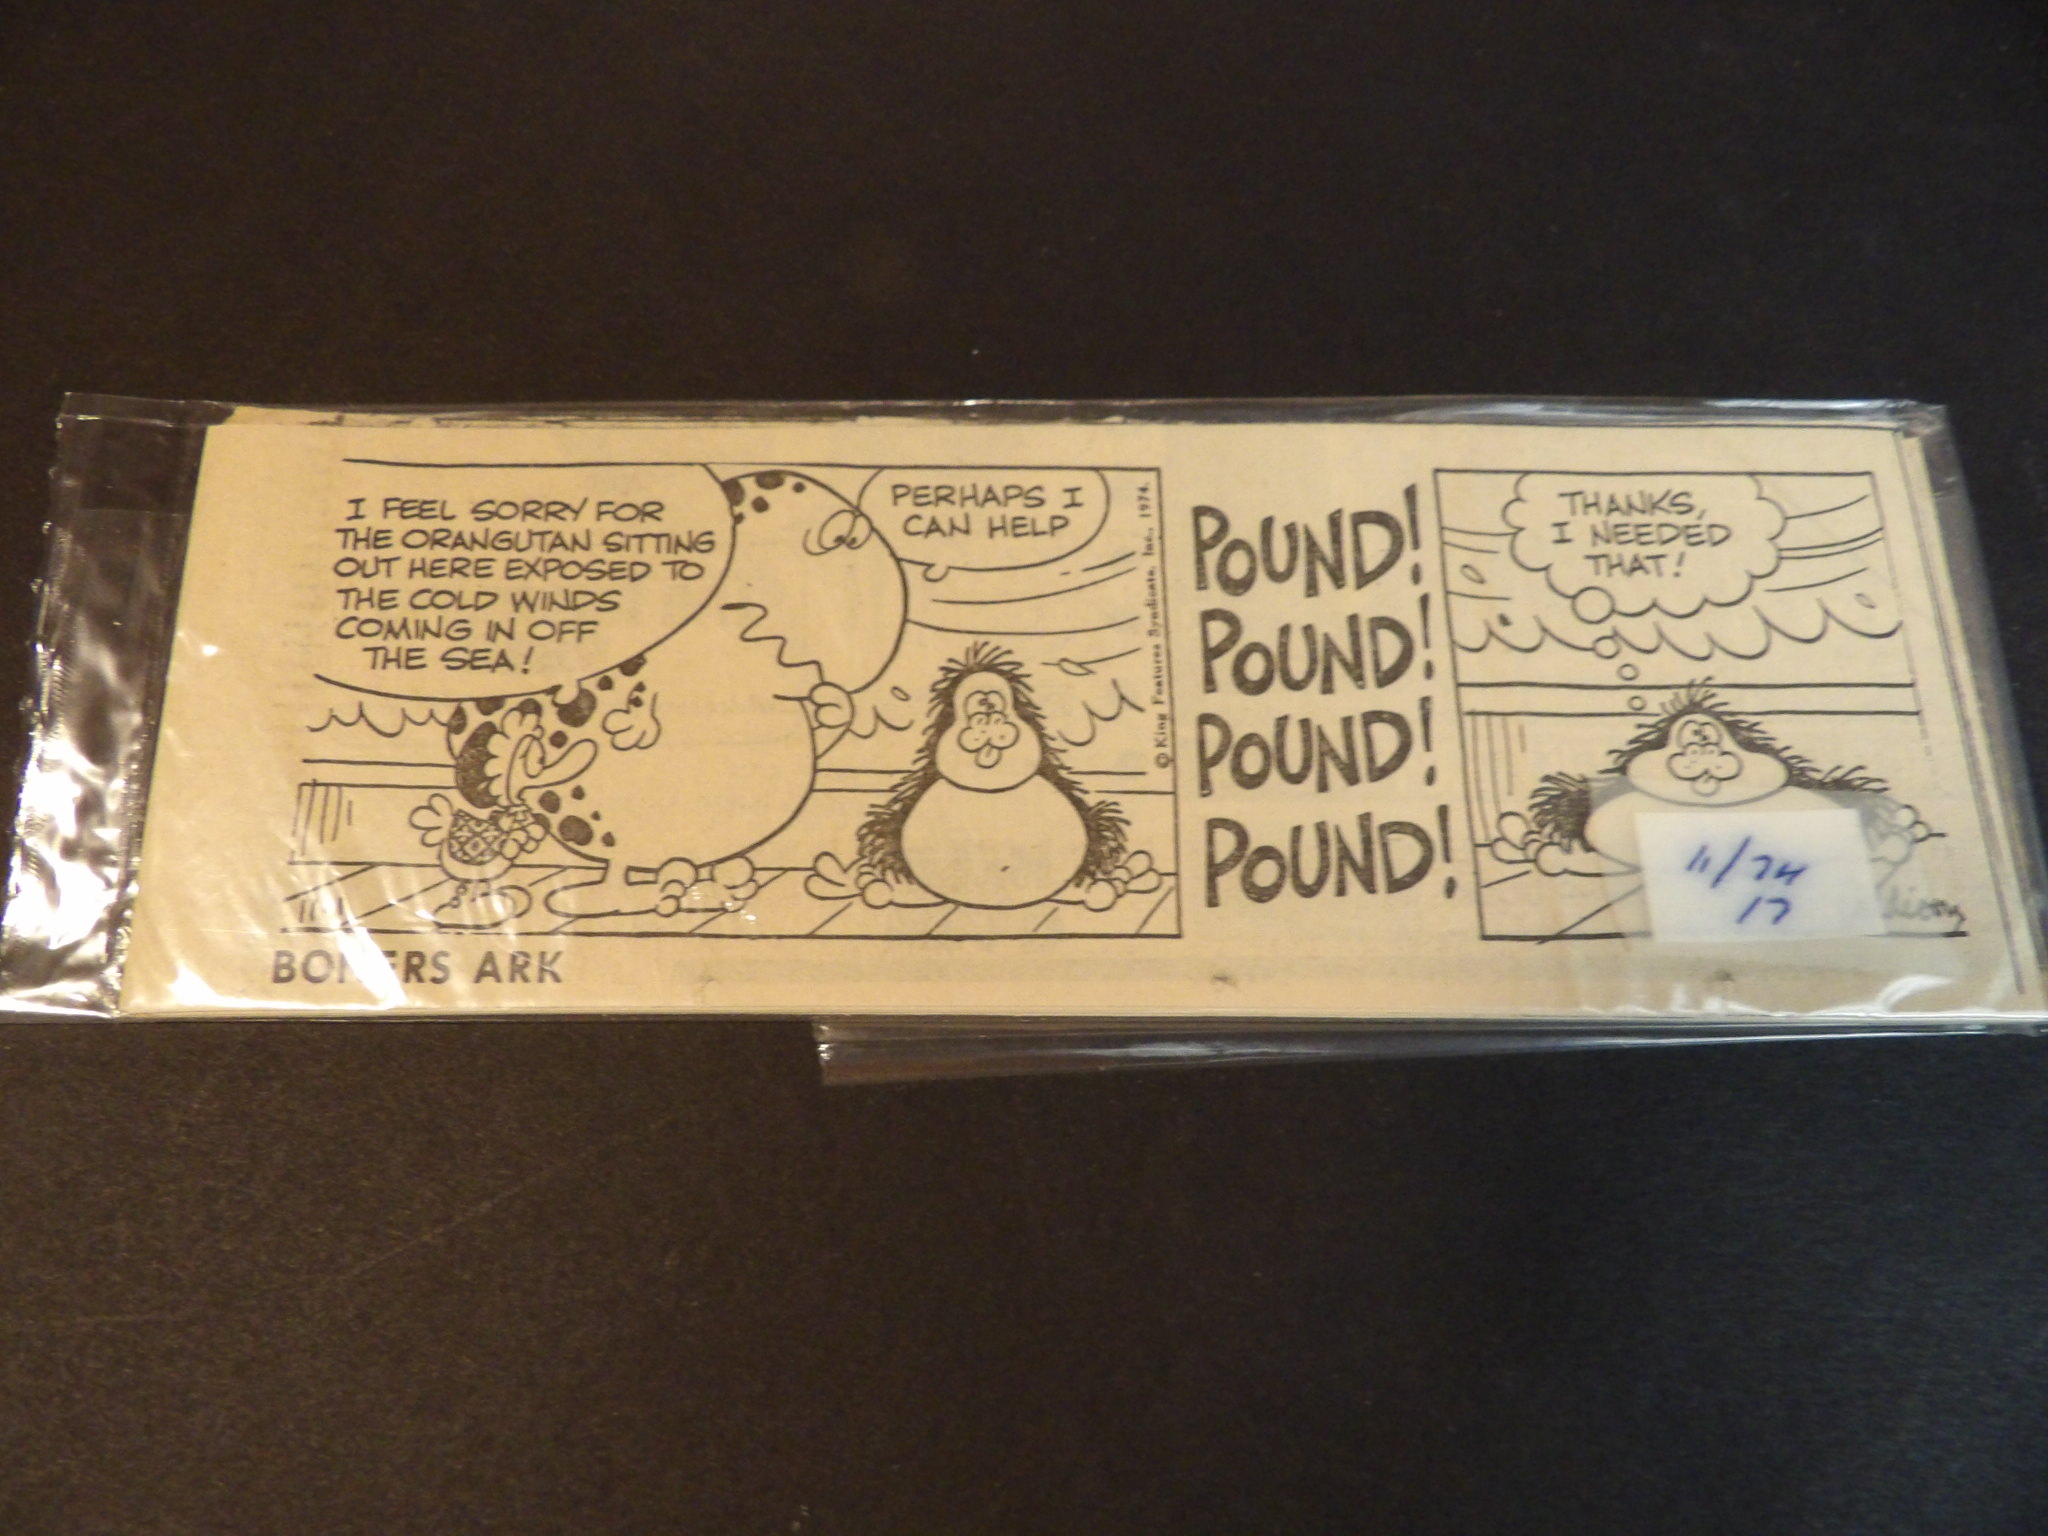 I FEEL SORRY FOR
THE ORANGUTAN SITTING
OUT HERE EXPOSED TO
THE COLD WINDS
COMING IN OFF
THE SEA!
PERHAPS I
CAN HELP
© King Features Syndicate, Inc., 1974.
POUND!
POUND!
POUND!
POUND!
THANKS,
I NEEDED
THAT!
11/74
17
ARK